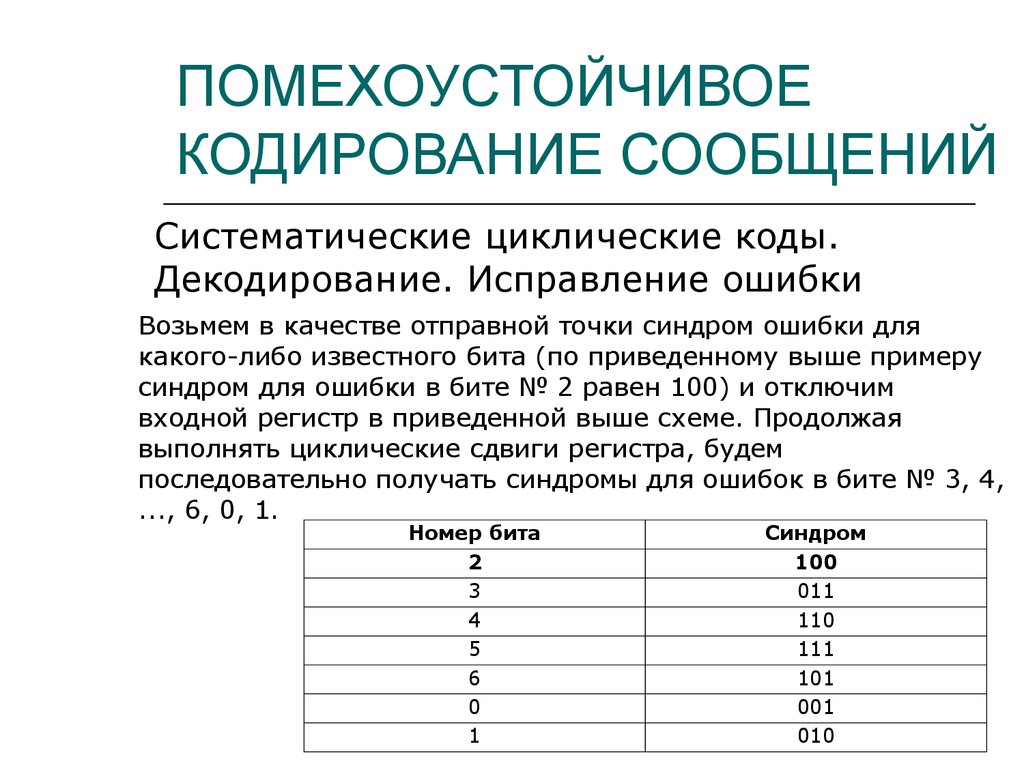 ПОМЕХОУСТОЙЧИВОЕ
КОДИРОВАНИЕ СООБЩЕНИЙ
Систематические циклические коды.
Декодирование. Исправление ошибки
Возьмем в качестве отправной точки синдром ошибки для
какого-либо известного бита (по приведенному выше примеру
синдром для ошибки в бите № 2 равен 100) и отключим
входной регистр в приведенной выше схеме. Продолжая
выполнять циклические сдвиги регистра, будем
последовательно получать синдромы для ошибок в бите № 3, 4,
..., 6, 0, 1.
Номер бита Синдром
2 100
3 011
4 110
5 111
6 101
0 001
1 010